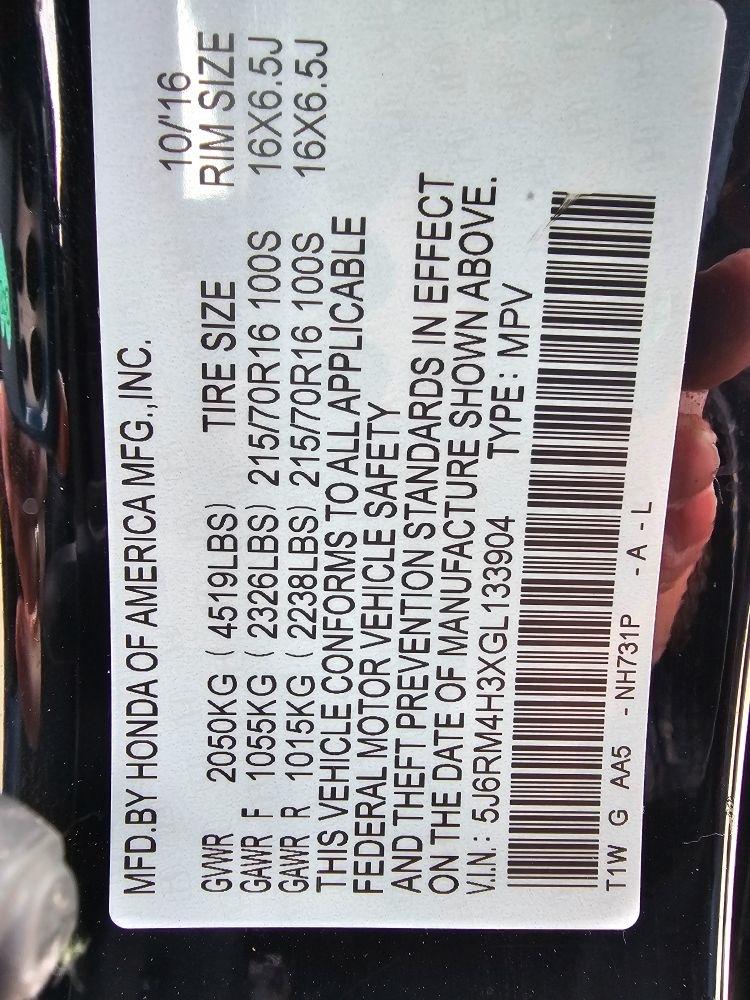 MFD.BY HONDA OF AMERICA MFG.,INC. 10/'16
GVWR 2050KG ( 4519LBS) TIRE SIZE RIM SIZE
GAWR F 1055KG ( 2326LBS) 215/70R16 100S 16X6.5J
GAWR R 1015KG ( 2238LBS) 215/70R16 100S 16X6.5J
THIS VEHICLE CONFORMS TO ALL APPLICABLE
FEDERAL MOTOR VEHICLE SAFETY
AND THEFT PREVENTION STANDARDS IN EFFECT
ON THE DATE OF MANUFACTURE SHOWN ABOVE.
V.I.N.: 5J6RM4H3XGL133904 TYPE: MPV
T1W G AA5 - NH731P - A - L